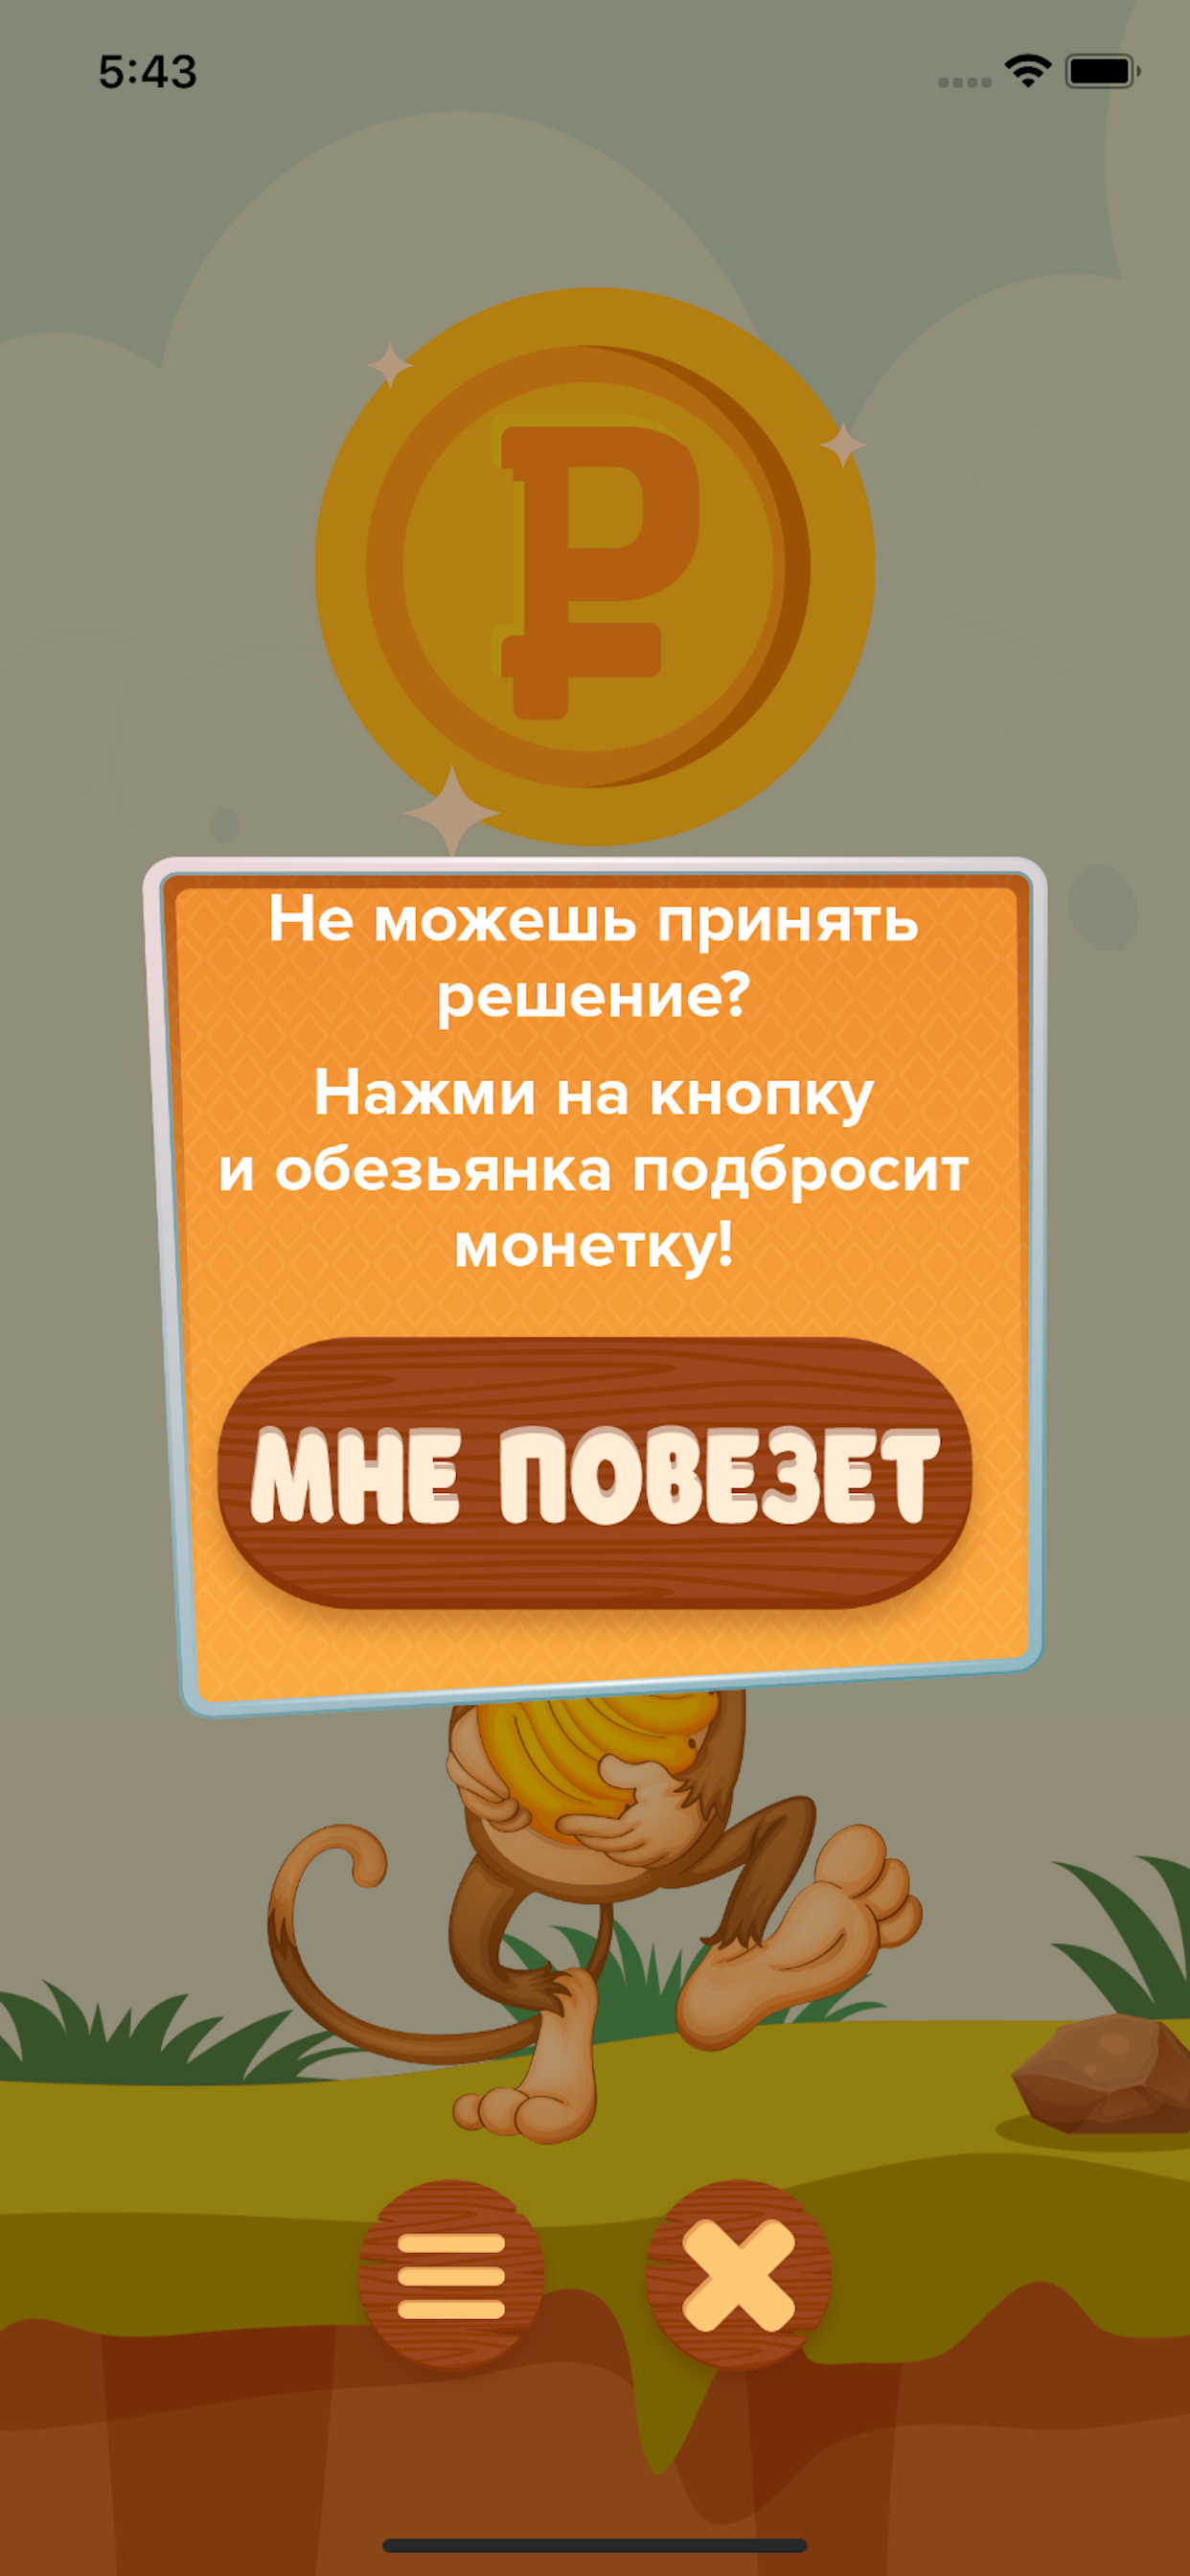 5:43
Не можешь принять
решение?
Нажми на кнопку
и обезьянка подбросит
монетку!
МНЕ ПОВЕЗЕТ